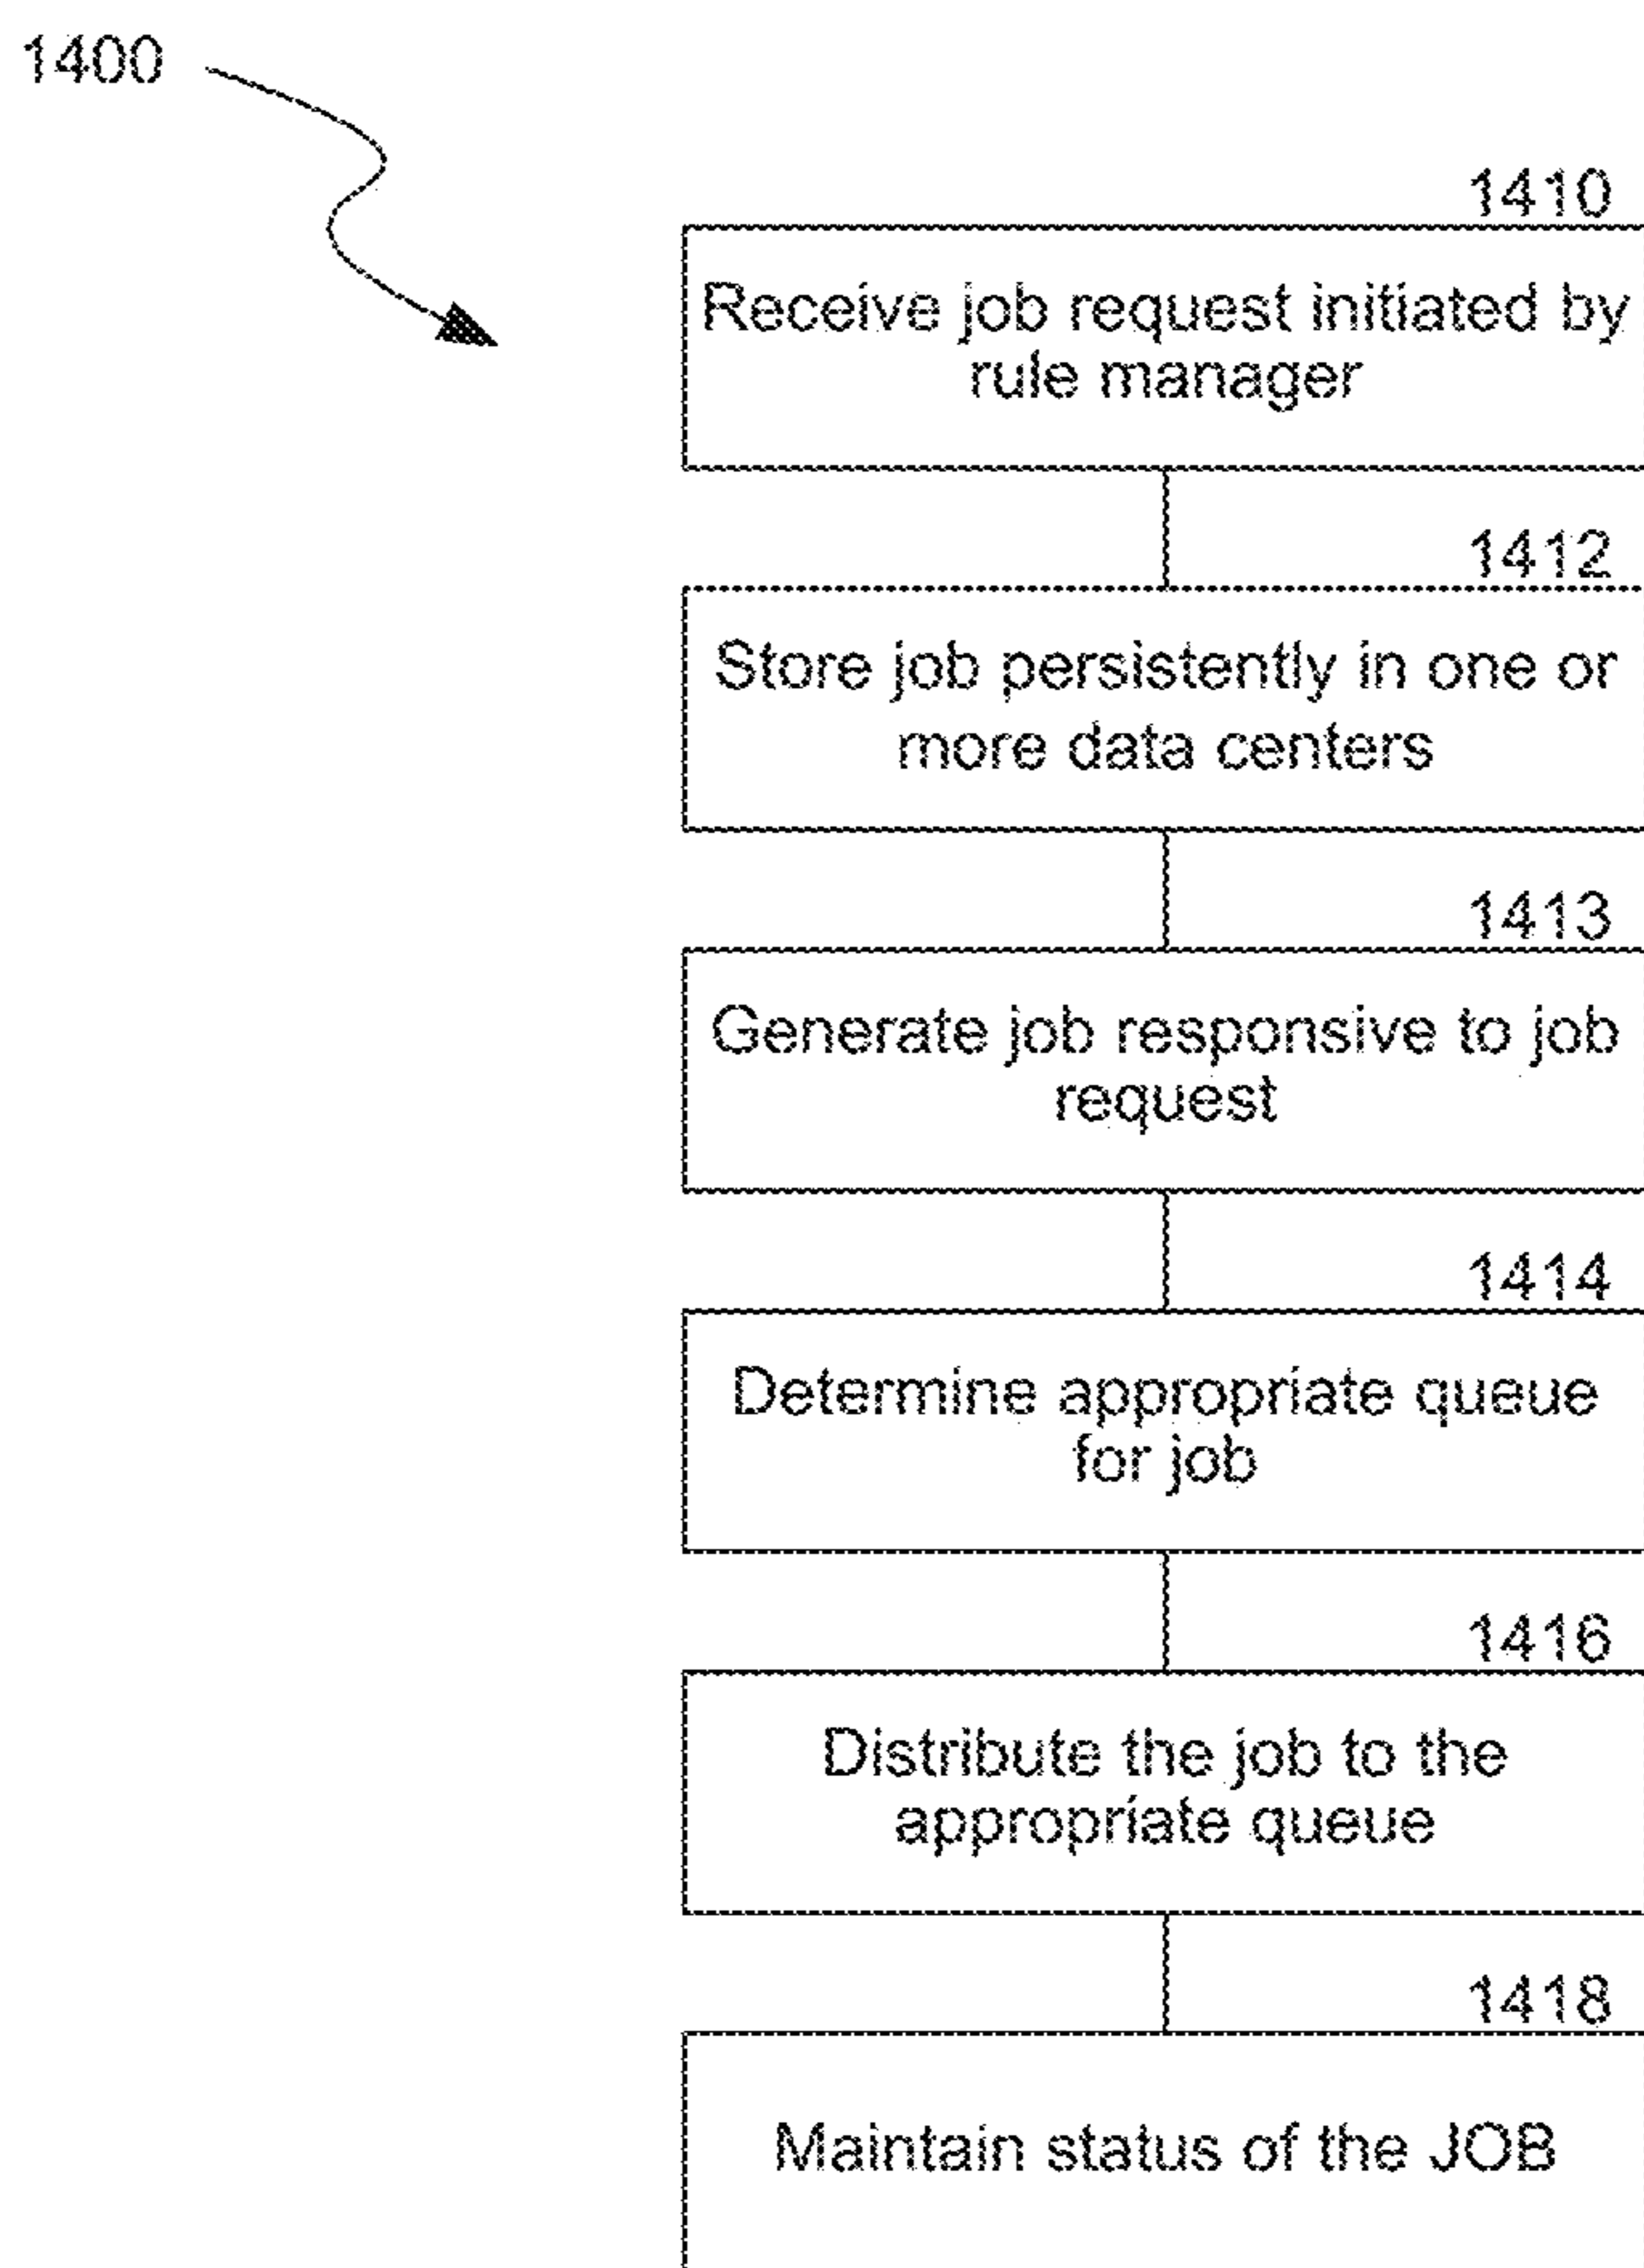 1400
1410
Receive job request initiated by
rule manager
1412
Store job persistently in one or
more data centers
1413
Generate job responsive to job
request
1414
Determine appropriate queue
for job
1416
Distribute the job to the
appropriate queue
1418
Maintain status of the JOB